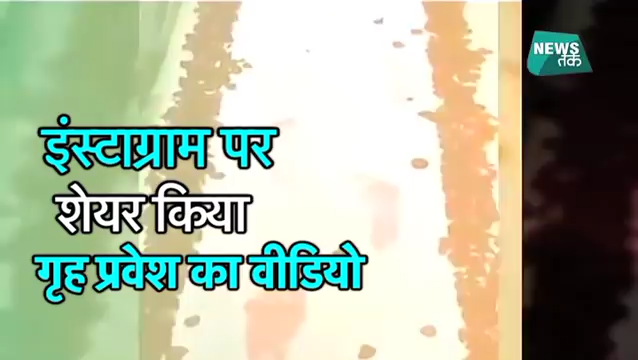 NEWS
तक
इंस्टाग्राम पर
शेयर किया
गृह प्रवेश का वीडियो